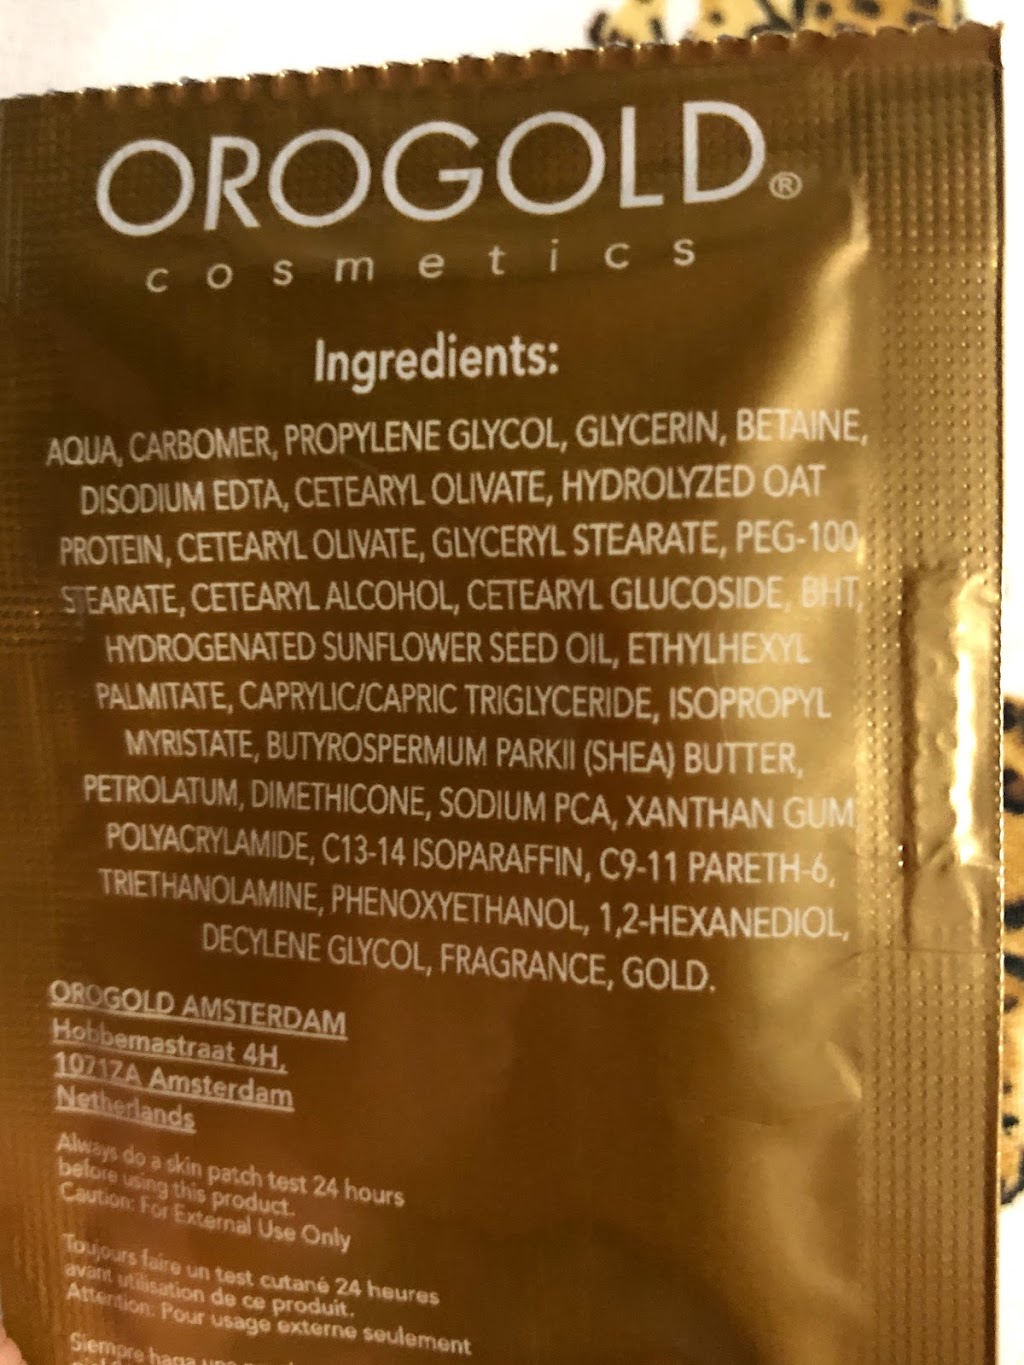 OROGOLD®
cosmetics
Ingredients:
AQUA, CARBOMER, PROPYLENE GLYCOL, GLYCERIN, BETAINE,
DISODIUM EDTA, CETEARYL OLIVATE, HYDROLYZED OAT
PROTEIN, CETEARYL OLIVATE, GLYCERYL STEARATE, PEG-100
STEARATE, CETEARYL ALCOHOL, CETEARYL GLUCOSIDE, BHT,
HYDROGENATED SUNFLOWER SEED OIL, ETHYLHEXYL
PALMITATE, CAPRYLIC/CAPRIC TRIGLYCERIDE, ISOPROPYL
MYRISTATE, BUTYROSPERMUM PARKII (SHEA) BUTTER,
PETROLATUM, DIMETHICONE, SODIUM PCA, XANTHAN GUM
POLYACRYLAMIDE, C13-14 ISOPARAFFIN, C9-11 PARETH-6,
TRIETHANOLAMINE, PHENOXYETHANOL, 1,2-HEXANEDIOL,
DECYLENE GLYCOL, FRAGRANCE, GOLD.
OROGOLD AMSTERDAM
Hobbemastraat 4H,
1071ZA Amsterdam
Netherlands
Always do a skin patch test 24 hours
before using this product.
Caution: For External Use Only
Toujours faire un test cutané 24 heures
avant utilisation de ce produit.
Attention: Pour usage externe seulement
Siempre haga